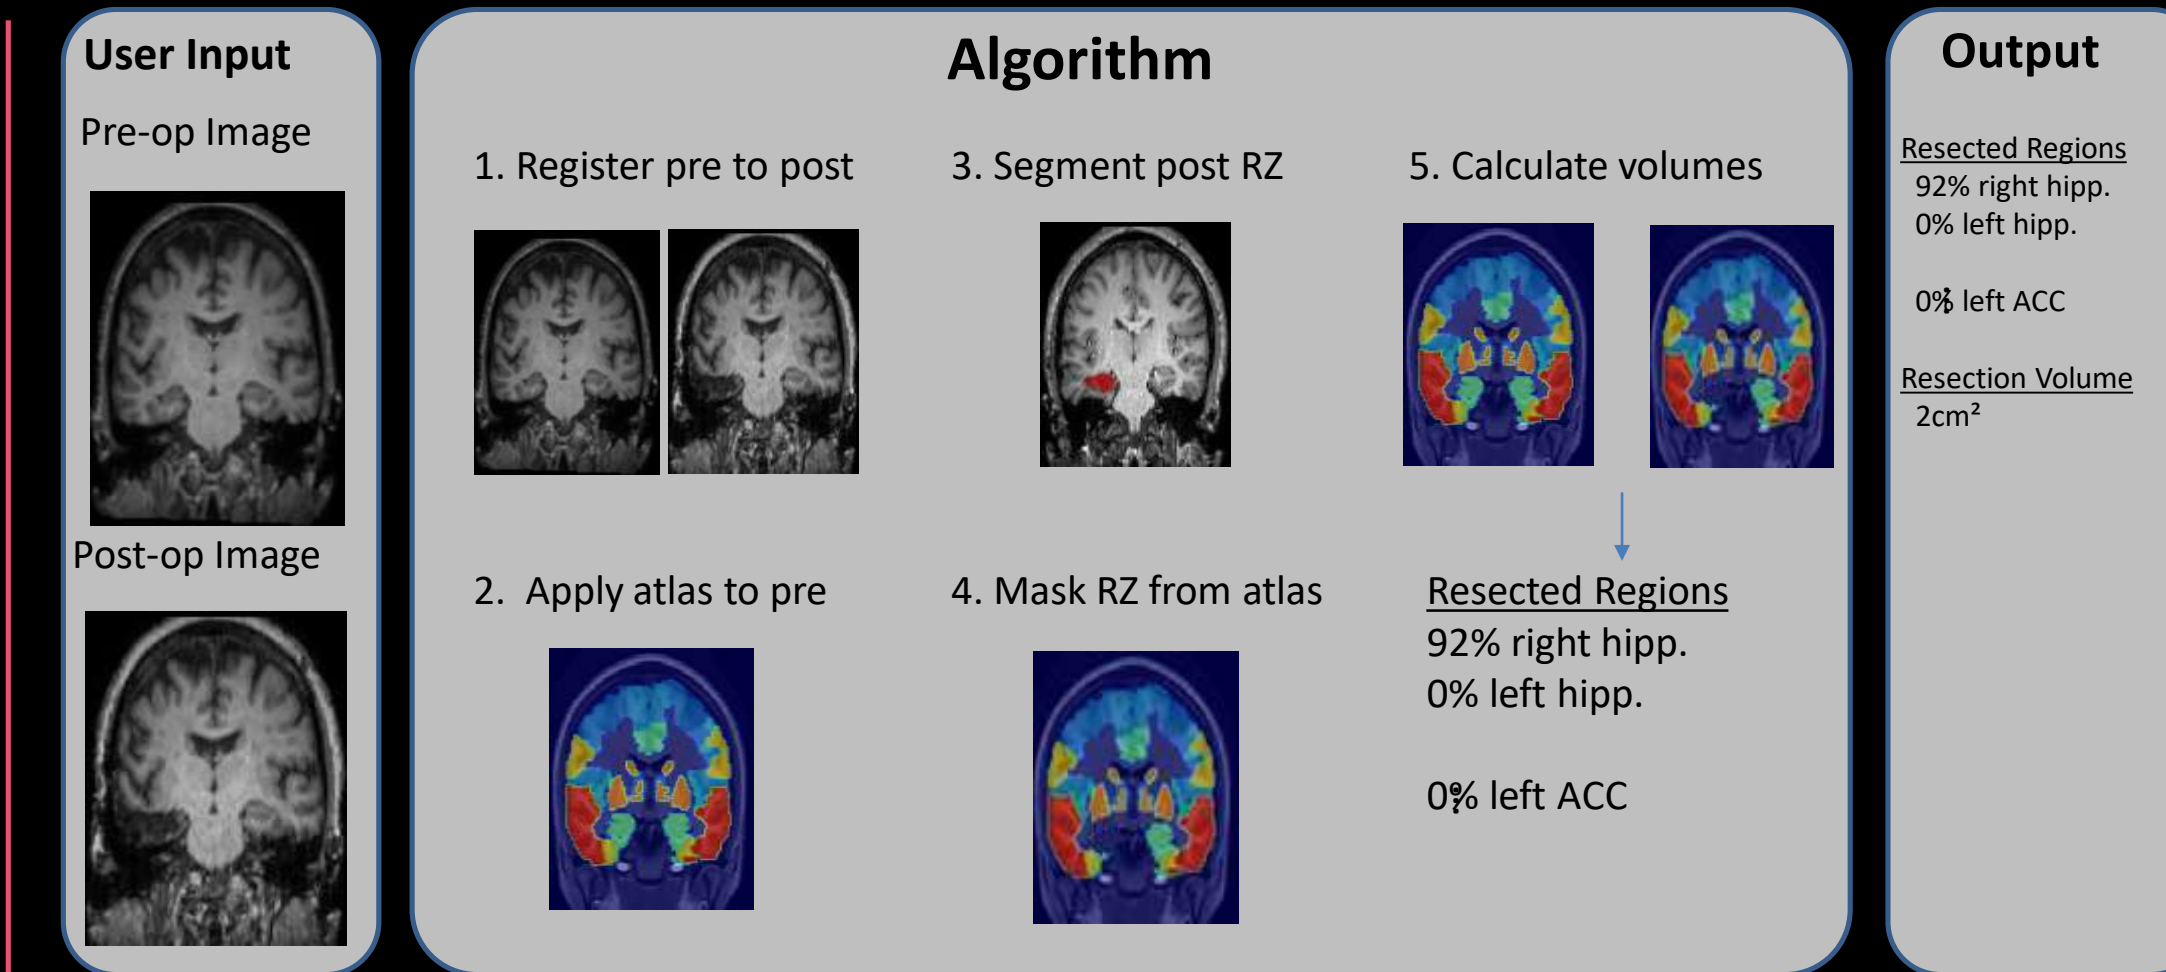 User Input
Pre-op Image
Post-op Image
Algorithm
1. Register pre to post
2. Apply atlas to pre
3. Segment post RZ
4. Mask RZ from atlas
5. Calculate volumes
Resected Regions
92% right hipp.
0% left hipp.
⋮
0% left ACC
Output
Resected Regions
92% right hipp.
0% left hipp.
⋮
0% left ACC
Resection Volume
2cm²